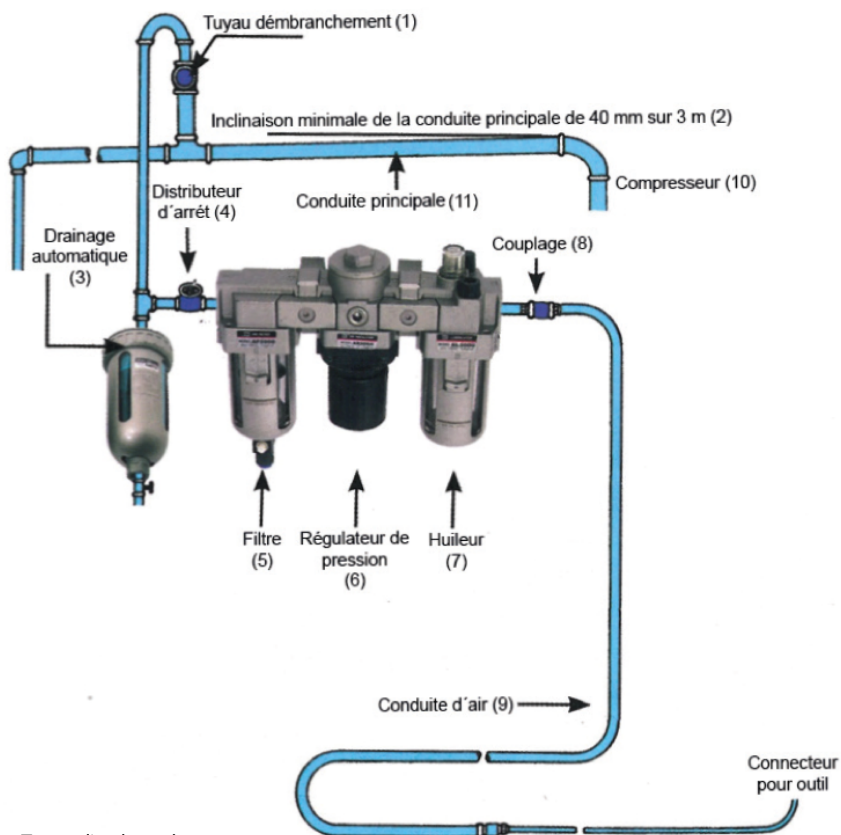 Tuyau démbranchement (1)
Inclinaison minimale de la conduite principale de 40 mm sur 3 m (2)
Compresseur (10)
Distributeur
d´arrét (4)
Conduite principale (11)
Drainage
automatique
(3)
Couplage (8)
Filtre
(5)
Régulateur de
pression
(6)
Huileur
(7)
Conduite d´air (9)
Connecteur
pour outil